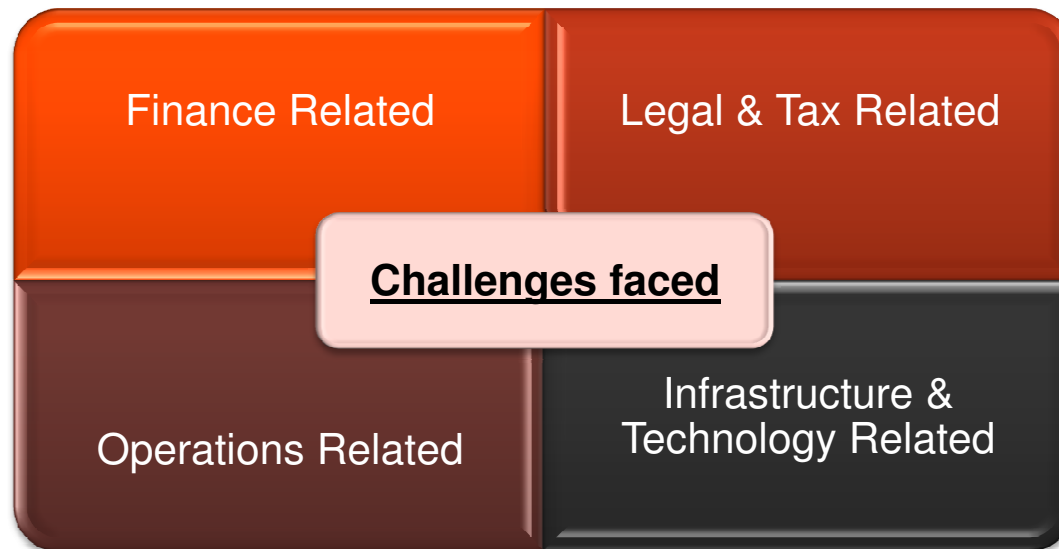 Finance Related
Legal & Tax Related
Challenges faced
Operations Related
Infrastructure &
Technology Related